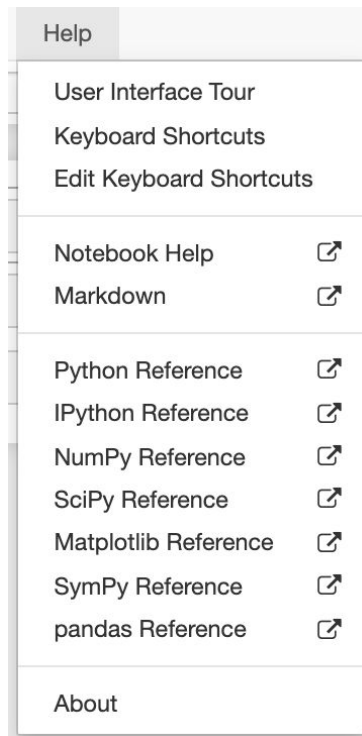 Help
User Interface Tour
Keyboard Shortcuts
Edit Keyboard Shortcuts
Notebook Help
Markdown
Python Reference
IPython Reference
NumPy Reference
SciPy Reference
Matplotlib Reference
SymPy Reference
pandas Reference
About